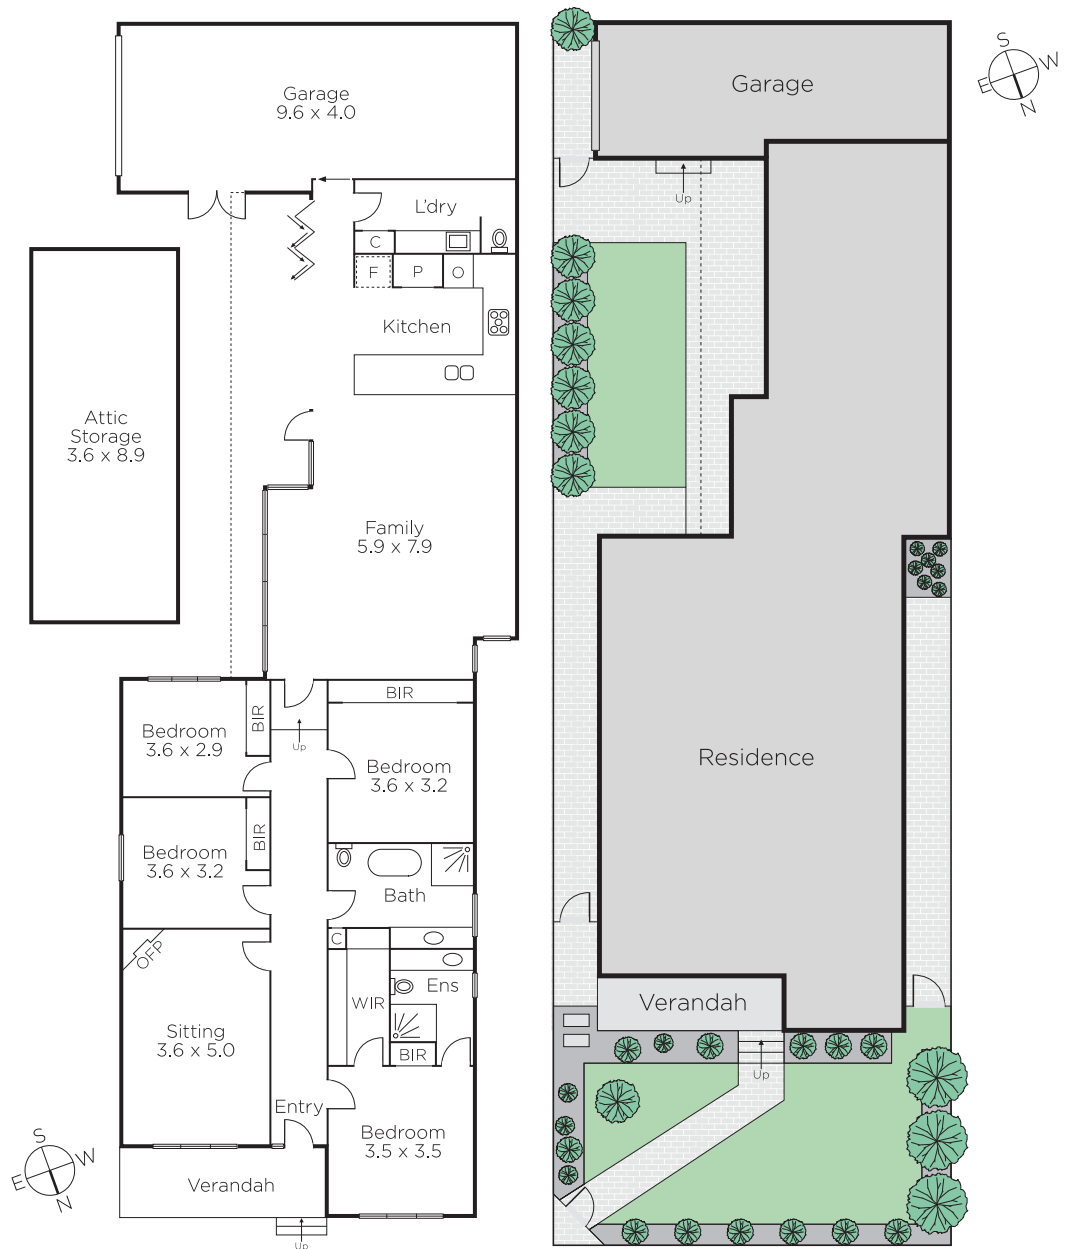 Garage
9.6 x 4.0
L'dry
C
F
P
O
Kitchen
Attic
Storage
3.6 x 8.9
Family
5.9 x 7.9
BIR
BIR
Bedroom
3.6 x 2.9
Up
Bedroom
3.6 x 3.2
BIR
Bedroom
3.6 x 3.2
Bath
C
OFP
WIR
Ens
Sitting
3.6 x 5.0
BIR
Entry
Bedroom
3.5 x 3.5
Verandah
Up
S
E
W
N
Garage
Up
Residence
Verandah
Up
S
E
W
N